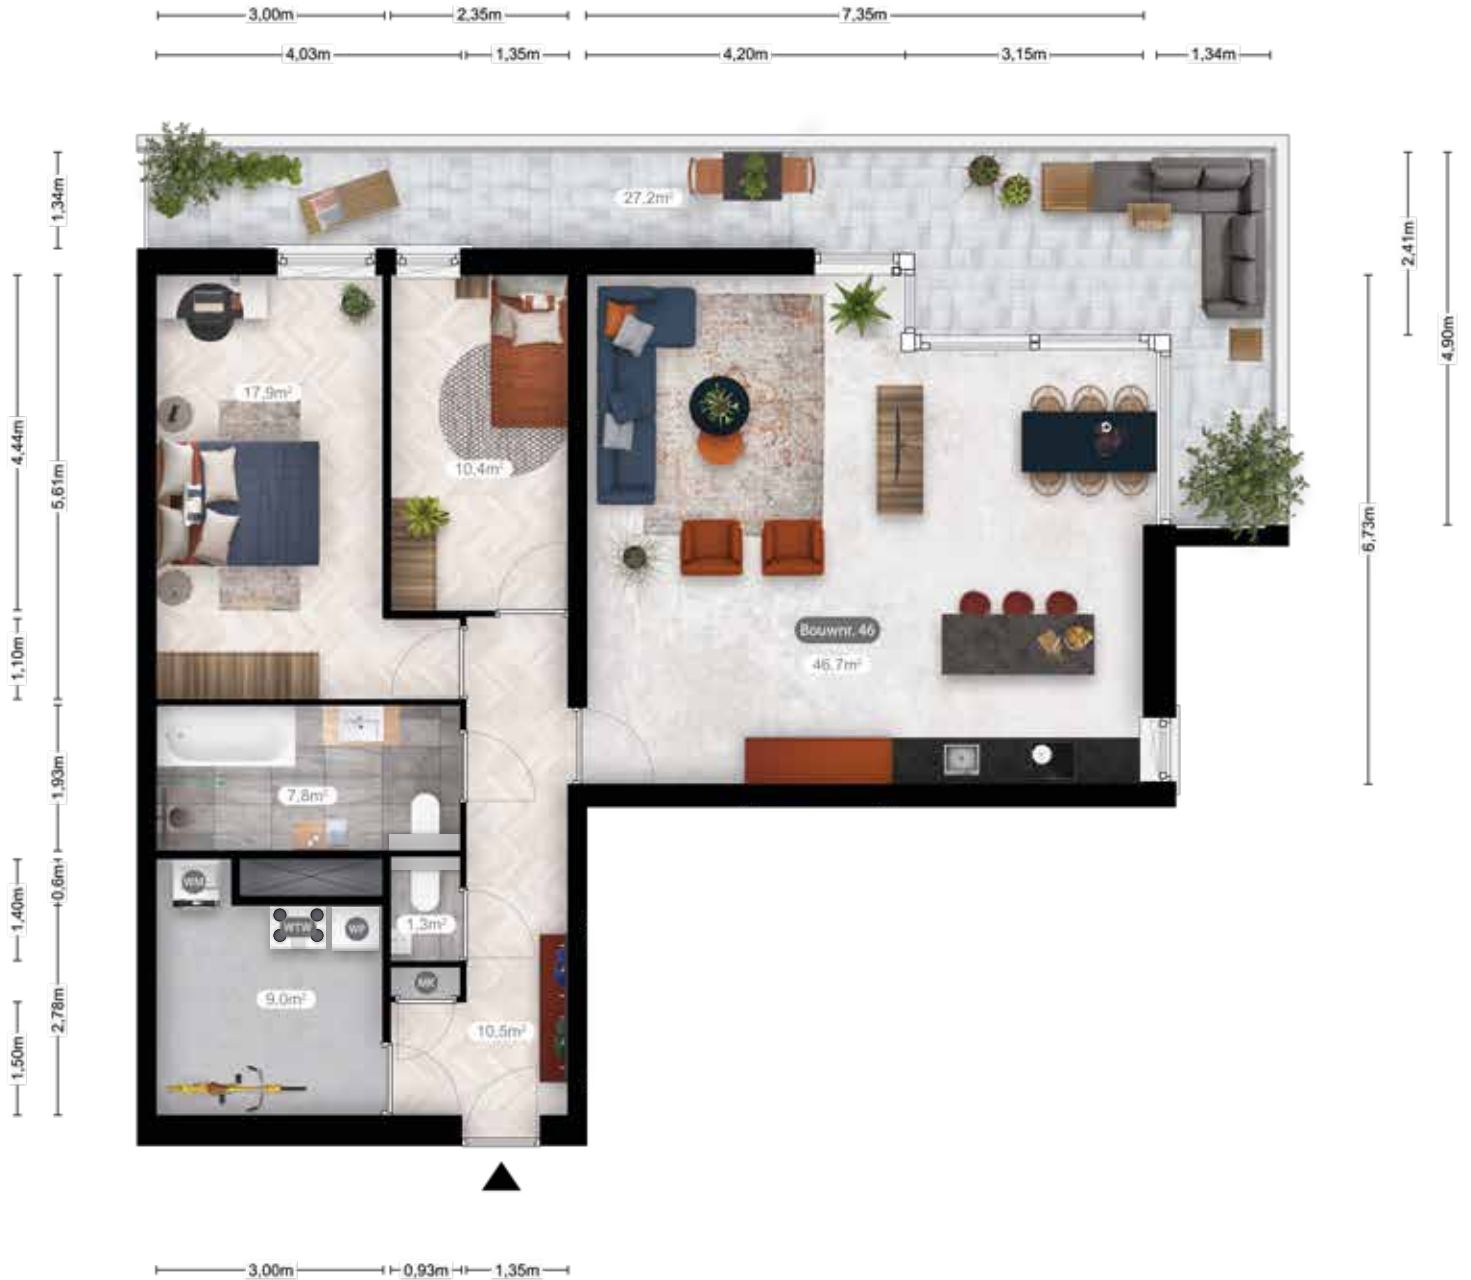 3,00m 2,35m 7,35m
4,03m 1,35m 4,20m 3,15m 1,34m
1,34m
27.2m²
2,41m
4,90m
17.9m²
4,44m
5,61m
10.4m²
6,73m
Bouwnr. 46
46.7m²
1,10m
1,93m
7.8m²
0,6m
1,40m
WM
WTW
WP
1.3m²
MK
9.0m²
2,78m
10.5m²
1,50m
3,00m 0,93m 1,35m